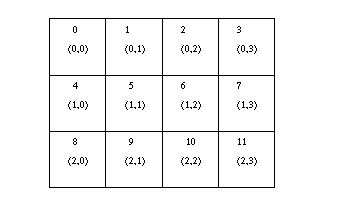 0 1 2 3
(0,0) (0,1) (0,2) (0,3)
4 5 6 7
(1,0) (1,1) (1,2) (1,3)
8 9 10 11
(2,0) (2,1) (2,2) (2,3)